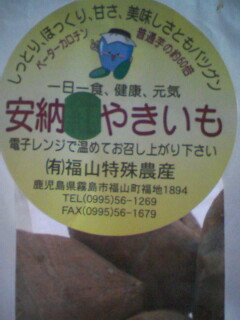 しっとり、ほっくり、甘さ、美味しさともバツグン
ベーターカロチン
普通芋の約60倍
一日一食、健康、元気
安納紅やきいも
電子レンジで温めてお召し上がり下さい
(有)福山特殊農産
鹿児島県霧島市福山町福地1894
TEL(0995)56-1269
FAX(0995)56-1679